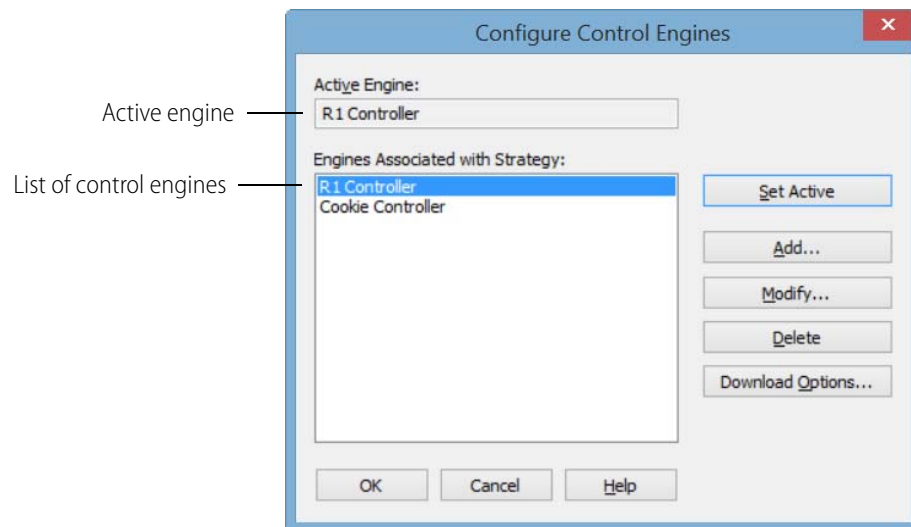 Configure Control Engines
Active Engine:
Active engine
R1 Controller
Engines Associated with Strategy:
List of control engines
R1 Controller
Cookie Controller
Set Active
Add...
Modify...
Delete
Download Options...
OK
Cancel
Help